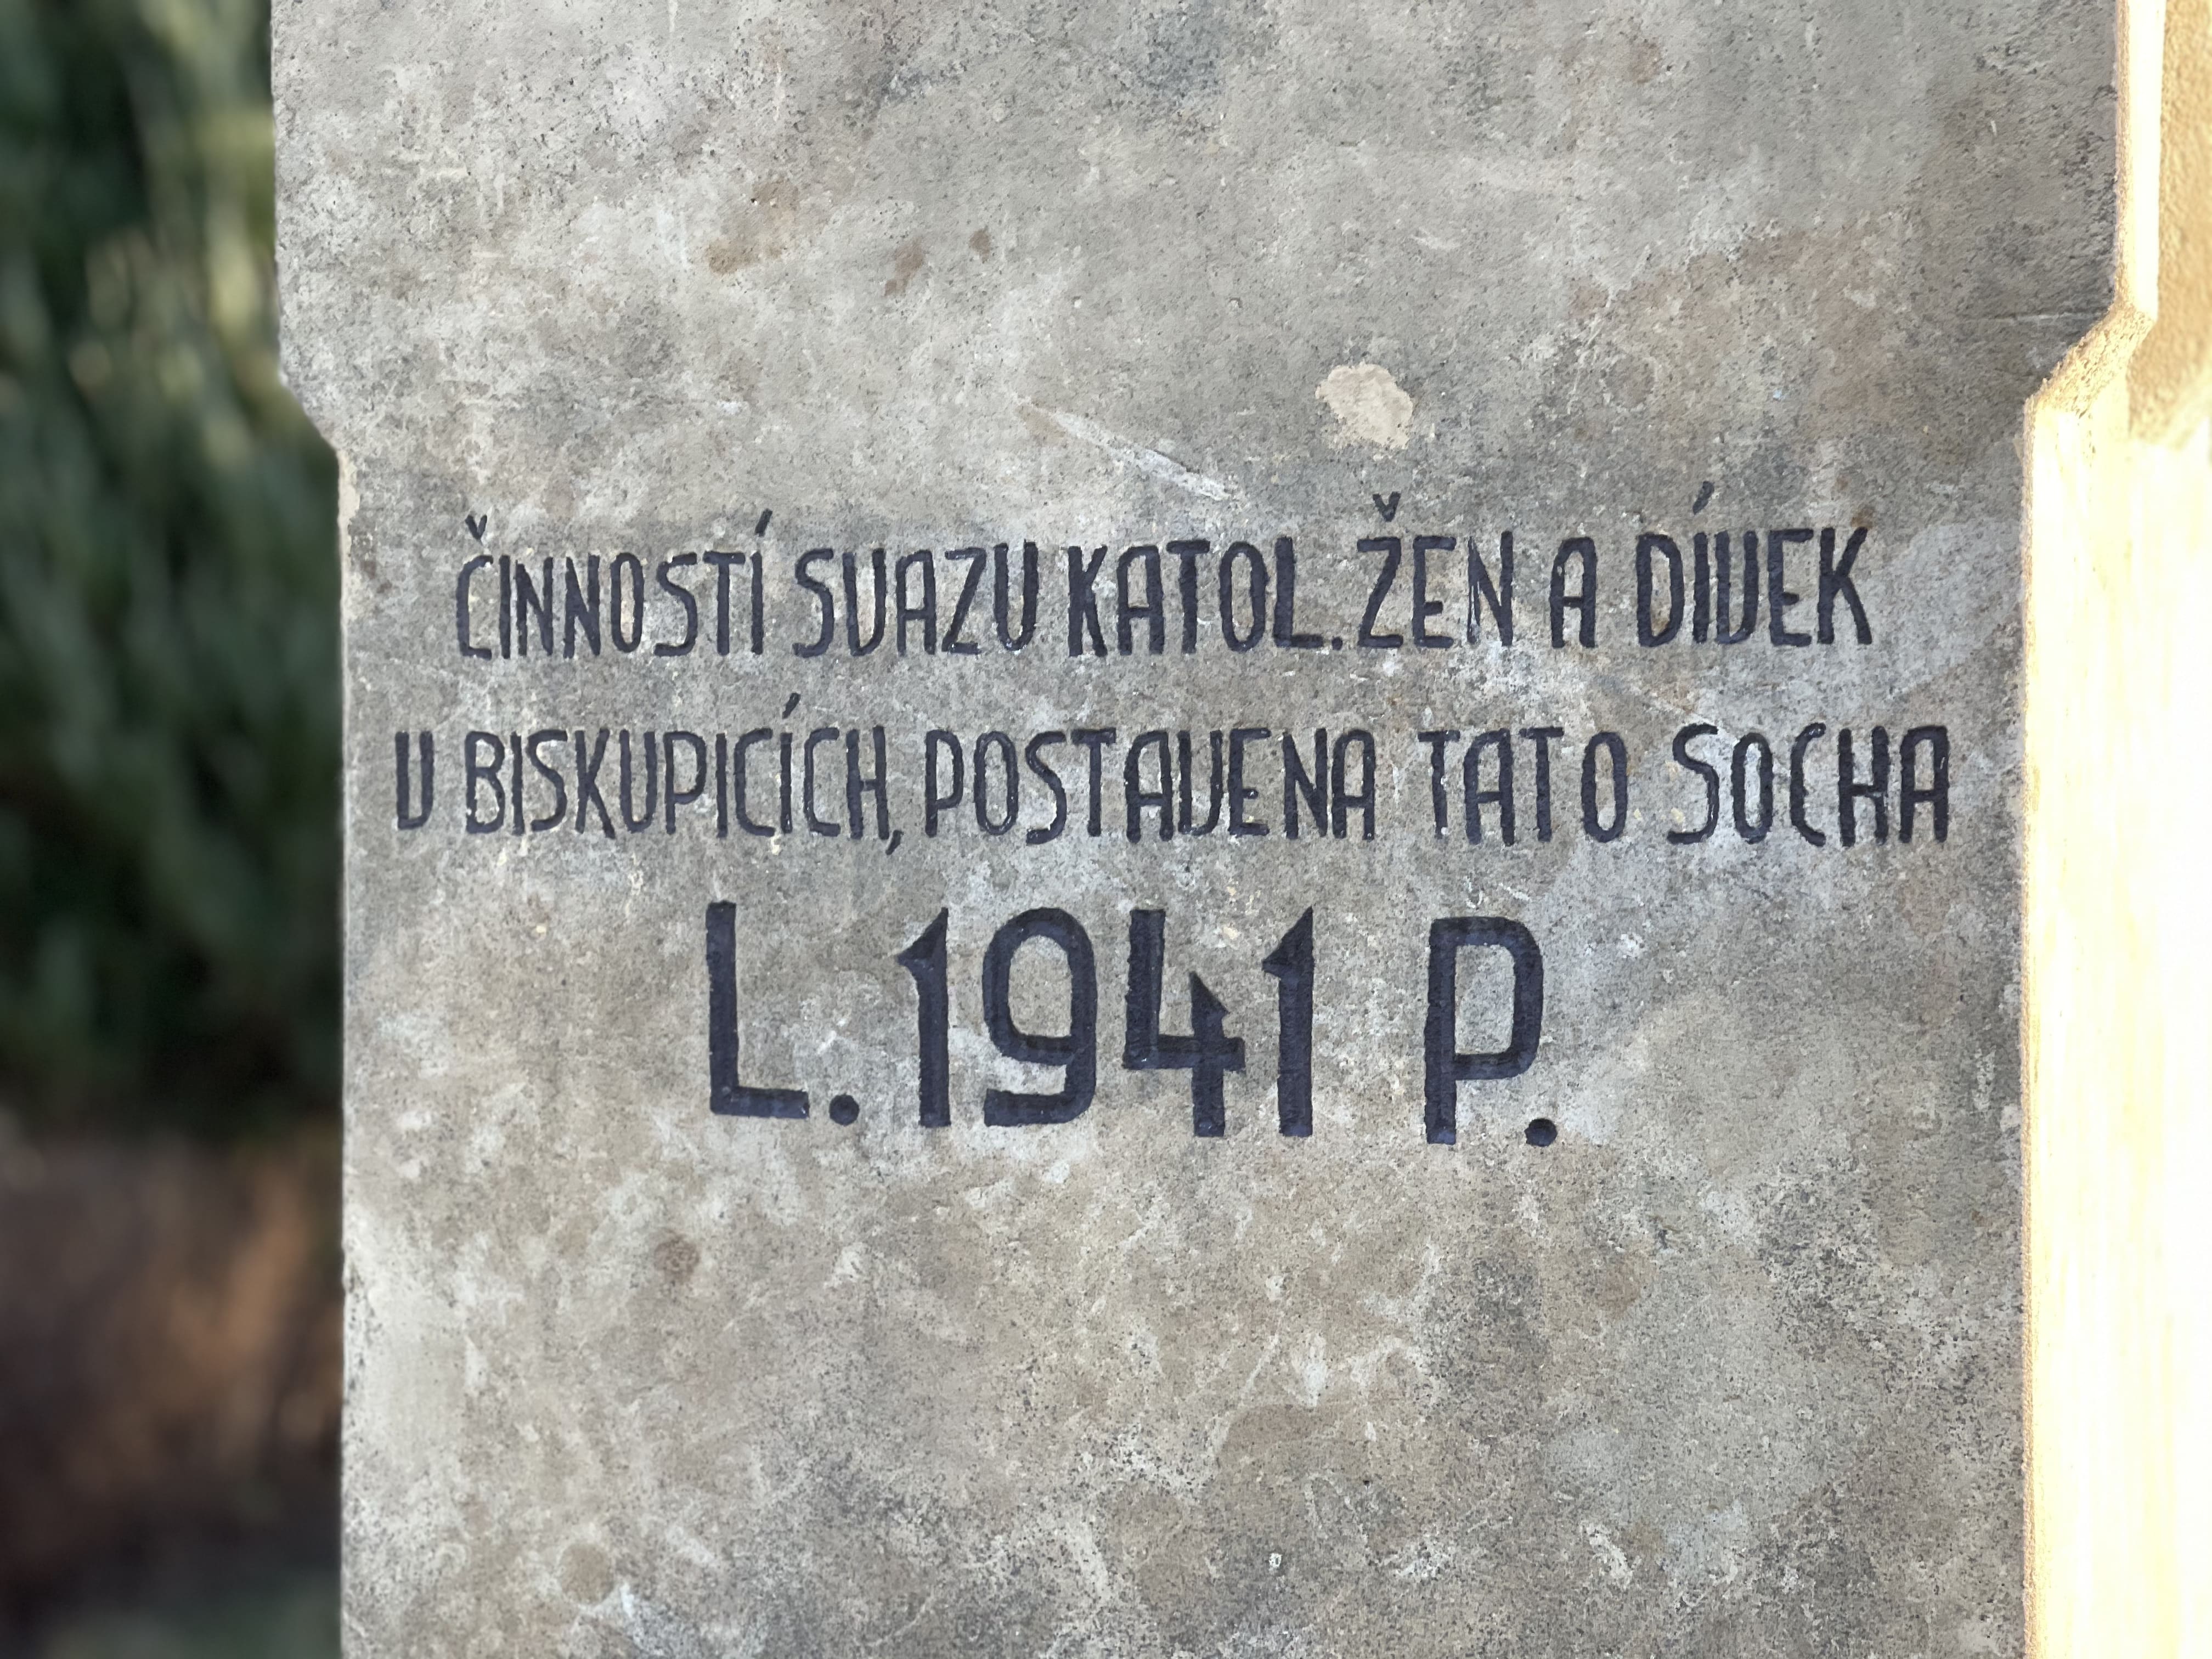 ČINNOSTÍ SVAZU KATOL. ŽEN A DÍVEK
V BISKUPICÍCH, POSTAVENA TATO SOCHA
L. 1941 P.